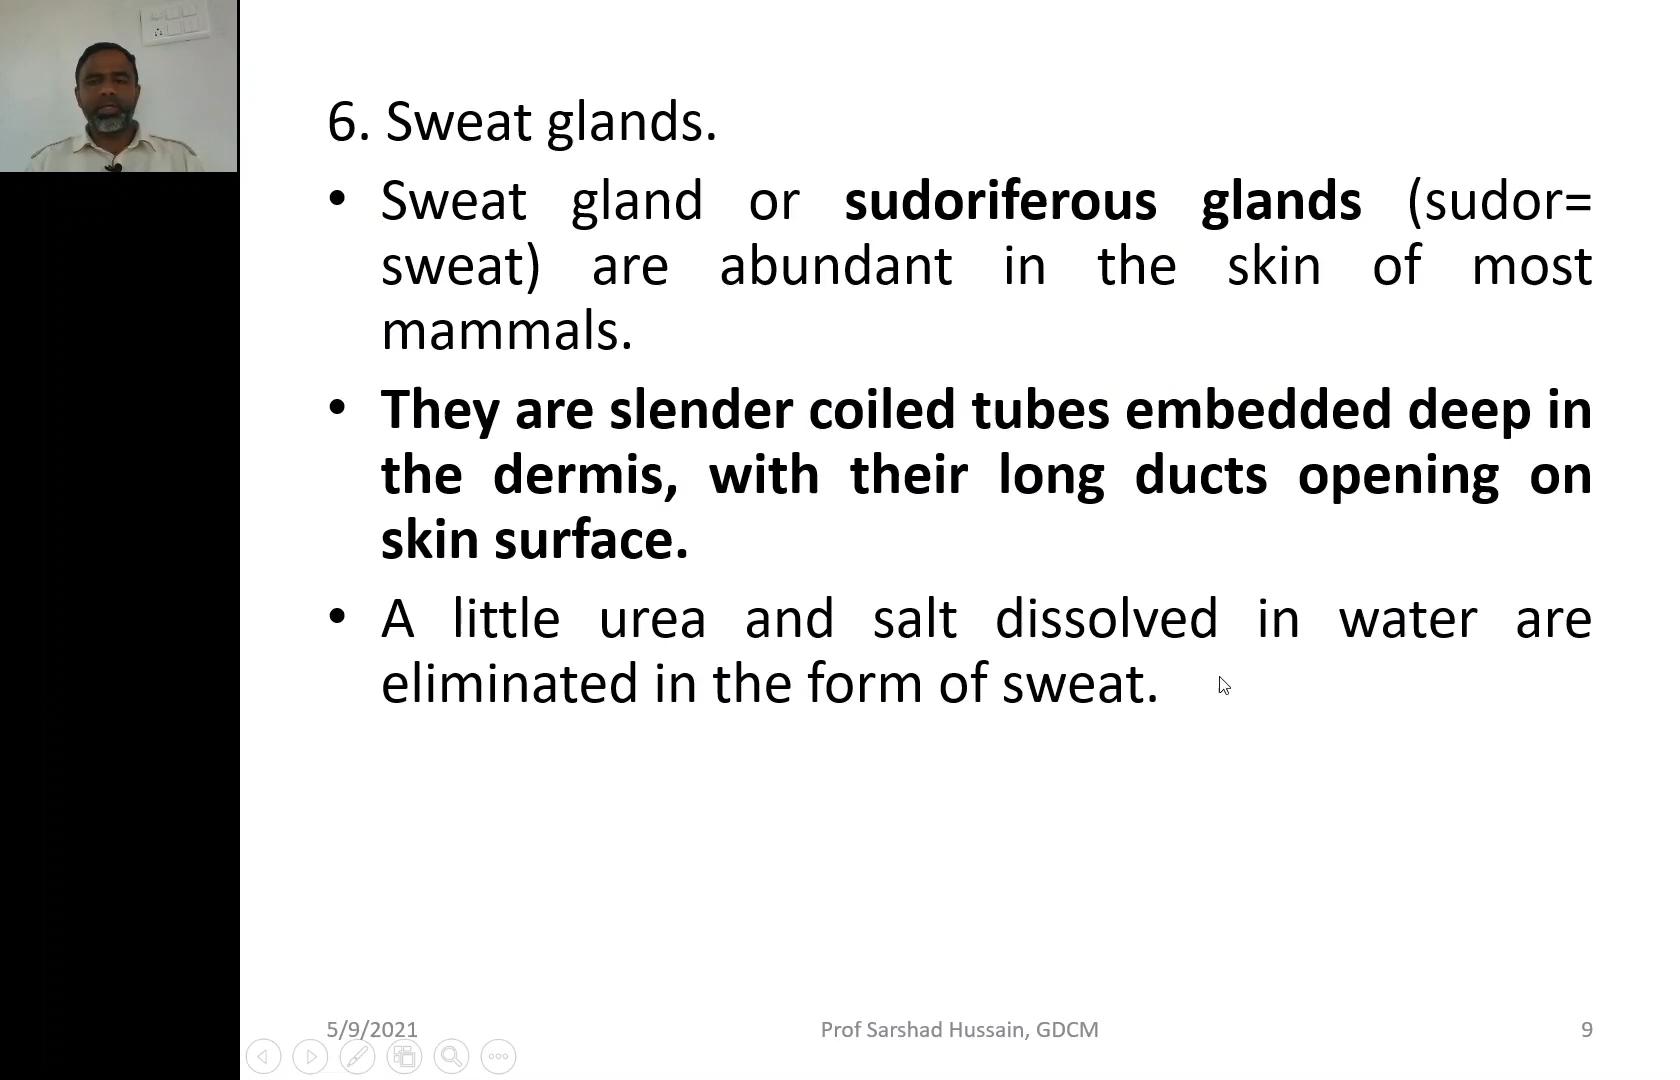 6. Sweat glands.
• Sweat gland or sudoriferous glands (sudor=
sweat) are abundant in the skin of most
mammals.
• They are slender coiled tubes embedded deep in
the dermis, with their long ducts opening on
skin surface.
• A little urea and salt dissolved in water are
eliminated in the form of sweat.
5/9/2021
Prof Sarshad Hussain, GDCM
9